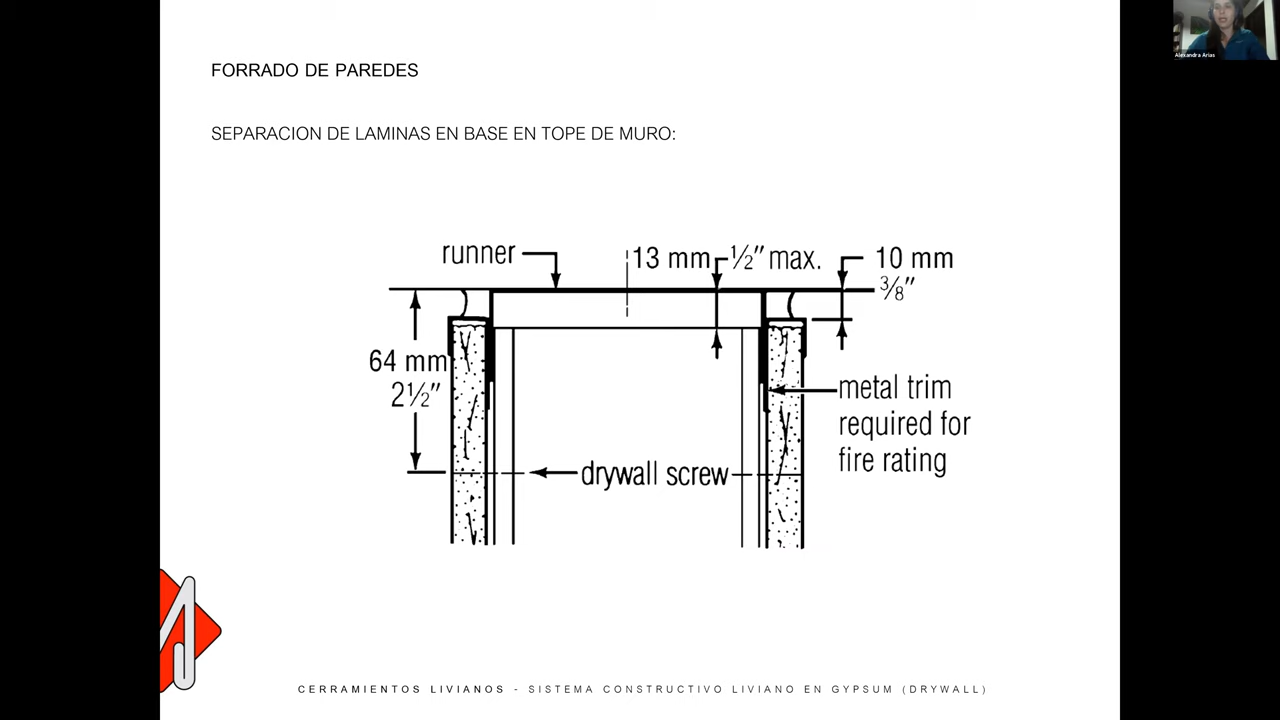 Alexandra Arias
FORRADO DE PAREDES
SEPARACION DE LAMINAS EN BASE EN TOPE DE MURO:
runner
13 mm
½" max.
10 mm
⅜"
64 mm
2½"
metal trim
required for
fire rating
drywall screw
CERRAMIENTOS LIVIANOS - SISTEMA CONSTRUCTIVO LIVIANO EN GYPSUM (DRYWALL)